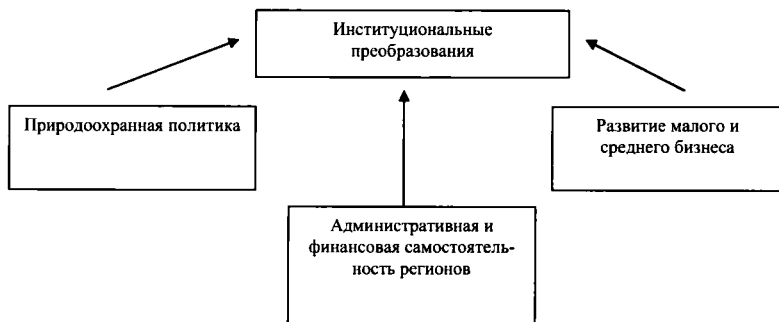 Институциональные
преобразования
Природоохранная политика
Развитие малого и
среднего бизнеса
Административная и
финансовая самостоятель-
ность регионов